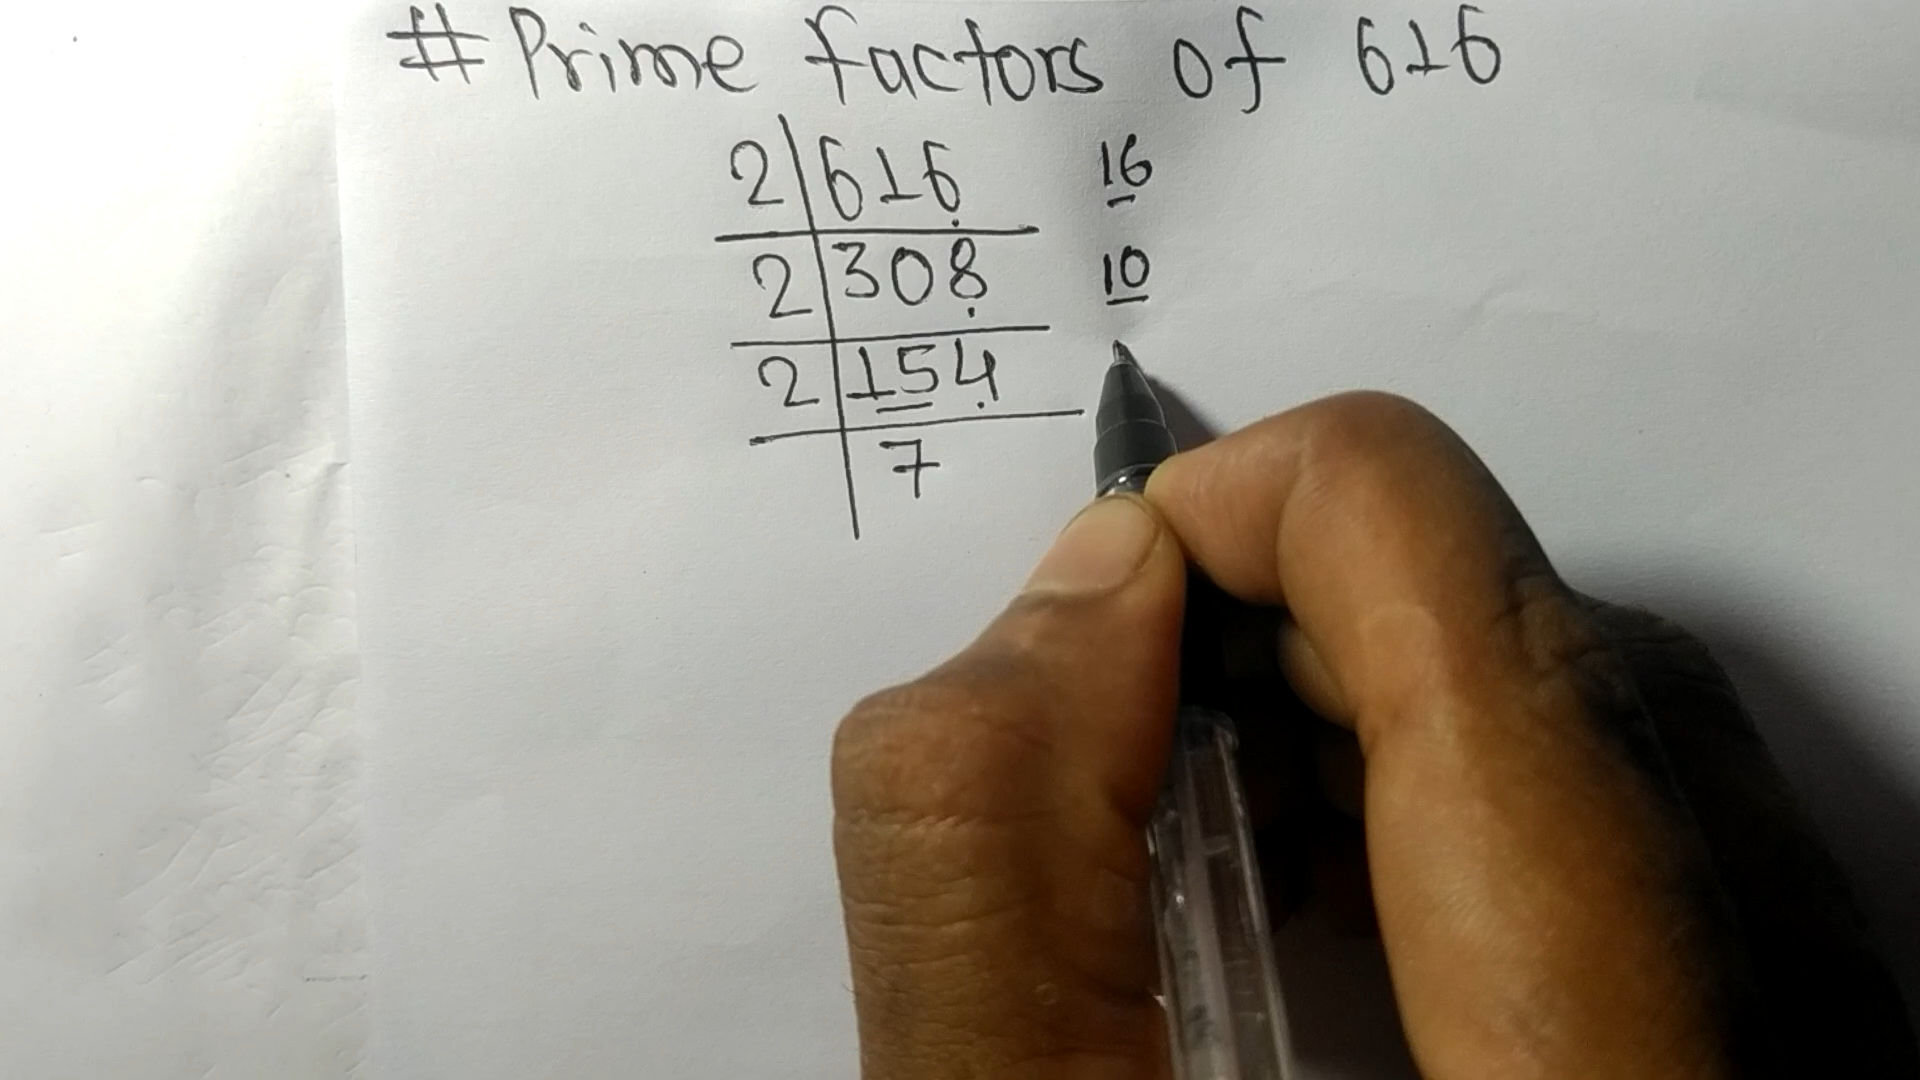 # Prime factors of 616
2 616 16
2 308 10
2 154
7